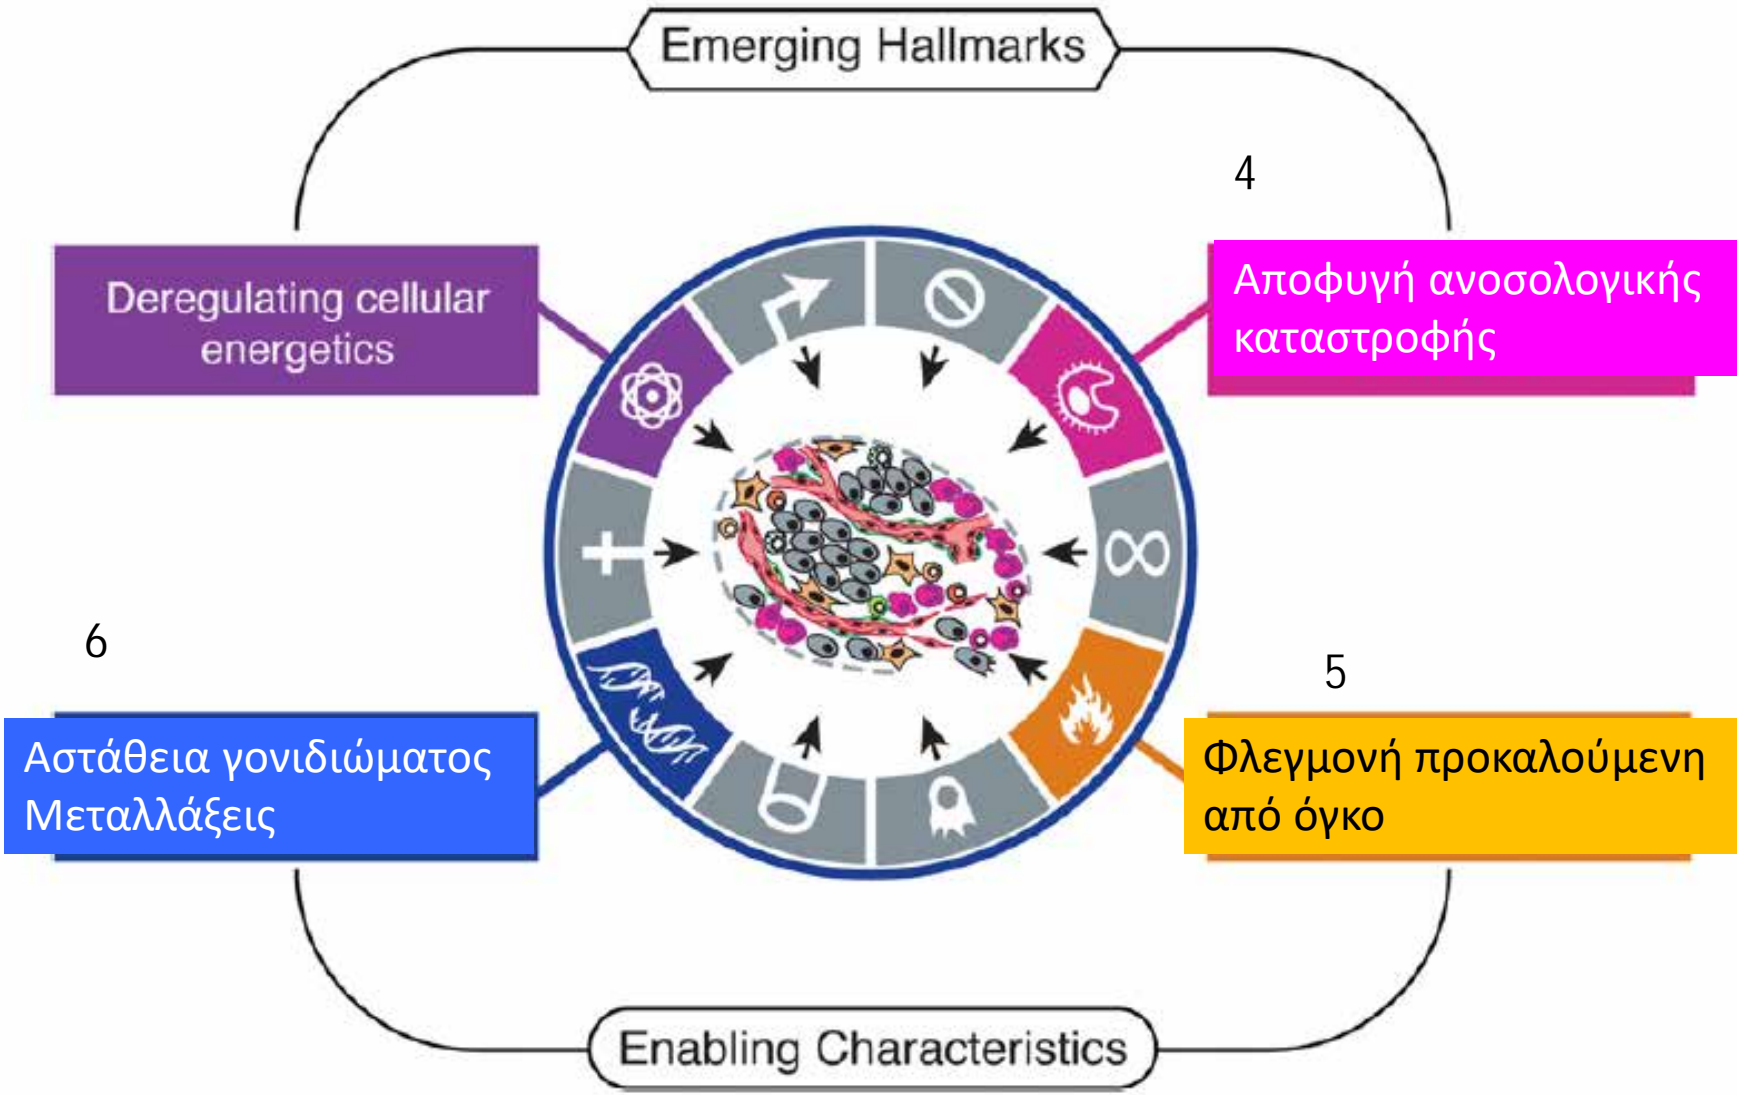 Emerging Hallmarks
4
Deregulating cellular
energetics
Αποφυγή ανοσολογικής
καταστροφής
6
5
Αστάθεια γονιδιώματος
Μεταλλάξεις
Φλεγμονή προκαλούμενη
από όγκο
Enabling Characteristics